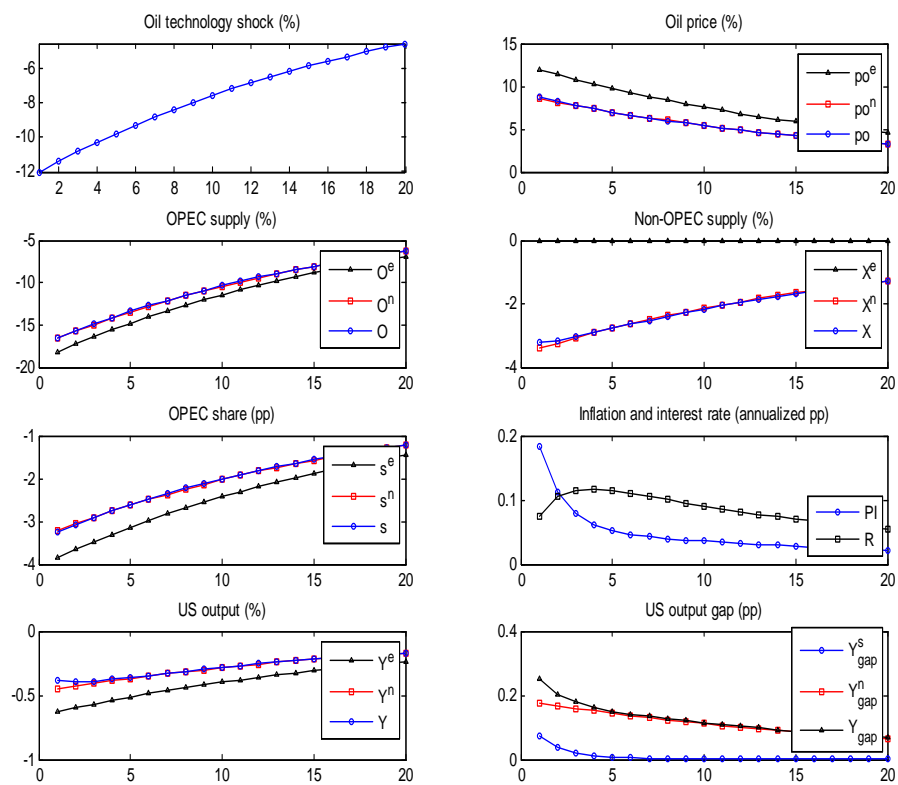 Oil technology shock (%)
-6
-8
-10
-12
2 4 6 8 10 12 14 16 18 20
Oil price (%)
15
10
5
0
0 5 10 15 20
po^e
po^n
po
OPEC supply (%)
-5
-10
-15
-20
0 5 10 15 20
O^e
O^n
O
Non-OPEC supply (%)
0
-2
-4
0 5 10 15 20
X^e
X^n
X
OPEC share (pp)
-1
-2
-3
-4
0 5 10 15 20
s^e
s^n
s
Inflation and interest rate (annualized pp)
0.2
0.1
0
0 5 10 15 20
PI
R
US output (%)
0
-0.5
-1
0 5 10 15 20
Y^e
Y^n
Y
US output gap (pp)
0.4
0.2
0
0 5 10 15 20
Y^s_gap
Y^n_gap
Y_gap